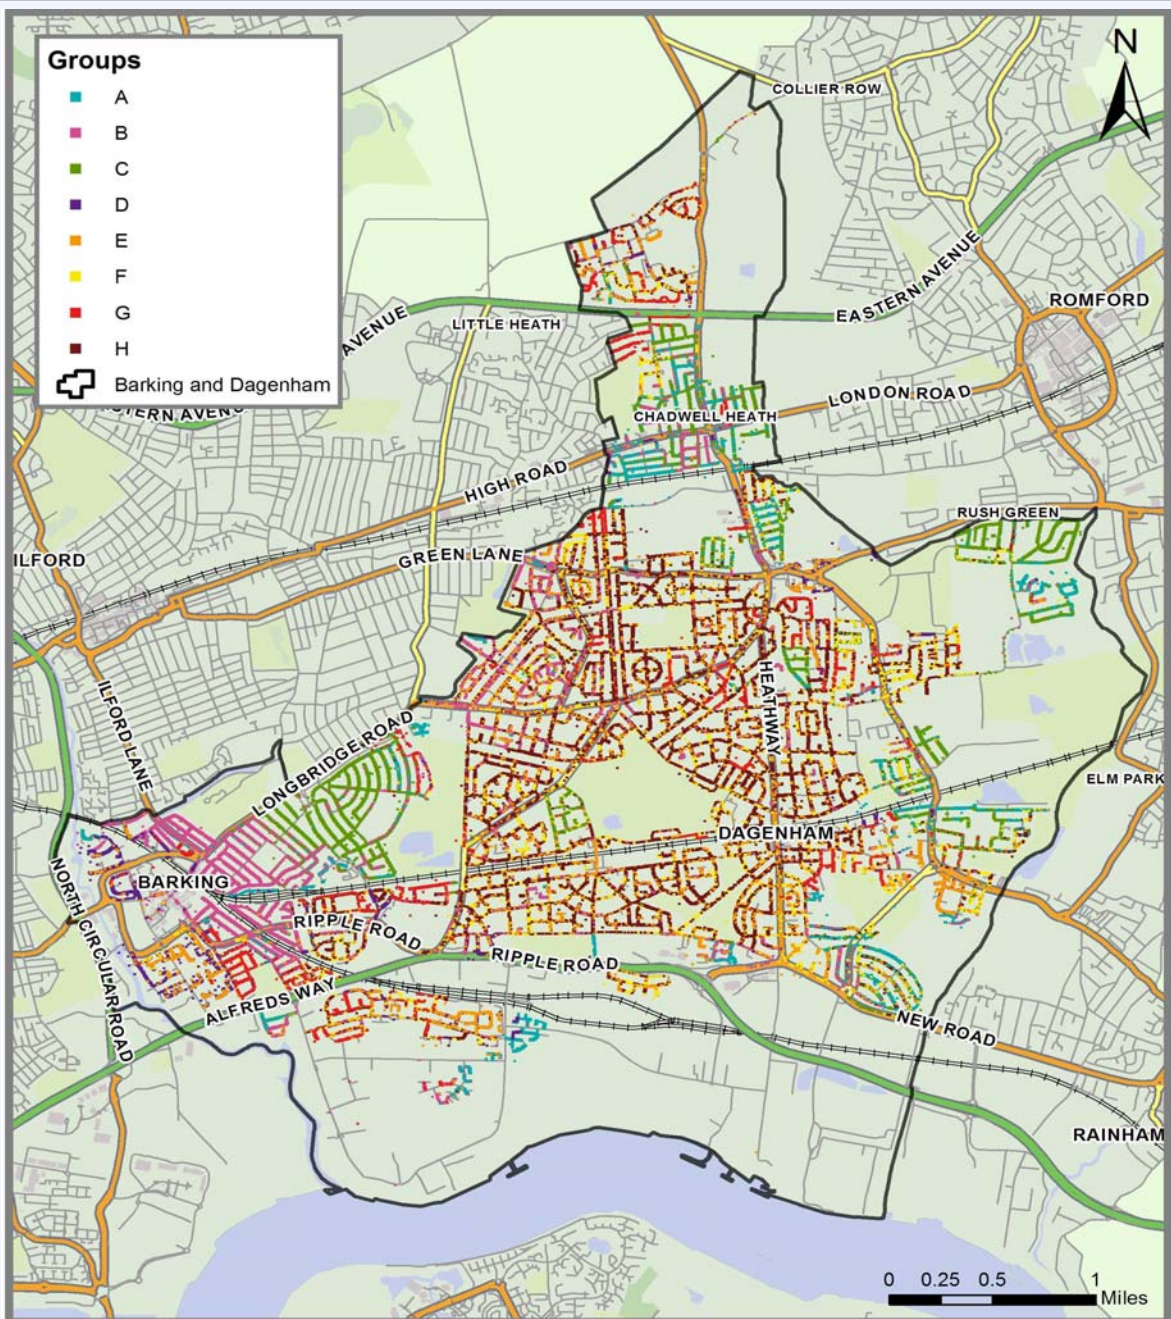 Groups
A
B
C
D
E
F
G
H
Barking and Dagenham
N
COLLIER ROW
EASTERN AVENUE
ROMFORD
AVENUE
LITTLE HEATH
LONDON ROAD
CHADWELL HEATH
HIGH ROAD
RUSH GREEN
GREEN LANE
ILFORD
HEATHWAY
ILFORD LANE
LONGBRIDGE ROAD
ELM PARK
DAGENHAM
BARKING
NORTH CIRCULAR ROAD
RIPPLE ROAD
RIPPLE ROAD
ALFREDS WAY
NEW ROAD
RAINHAM
0 0.25 0.5 1
Miles